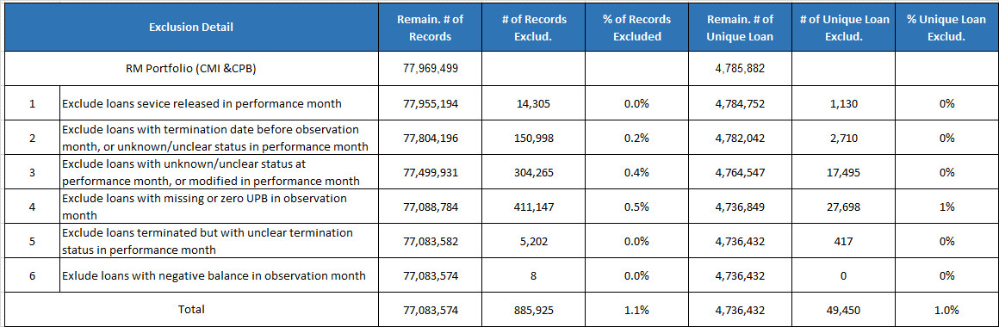 Exclusion Detail Remain. # of Records # of Records Exclud. % of Records Excluded Remain. # of Unique Loan # of Unique Loan Exclud. % Unique Loan Exclud.
RM Portfolio (CMI &CPB) 77,969,499 4,785,882
1 Exclude loans sevice released in performance month 77,955,194 14,305 0.0% 4,784,752 1,130 0%
2 Exclude loans with termination date before observation
month, or unknown/unclear status in performance month 77,804,196 150,998 0.2% 4,782,042 2,710 0%
3 Exclude loans with unknown/unclear status at
performance month, or modified in performance month 77,499,931 304,265 0.4% 4,764,547 17,495 0%
4 Exclude loans with missing or zero UPB in observation
month 77,088,784 411,147 0.5% 4,736,849 27,698 1%
5 Exclude loans terminated but with unclear termination
status in performance month 77,083,582 5,202 0.0% 4,736,432 417 0%
6 Exlude loans with negative balance in observation month 77,083,574 8 0.0% 4,736,432 0 0%
Total 77,083,574 885,925 1.1% 4,736,432 49,450 1.0%